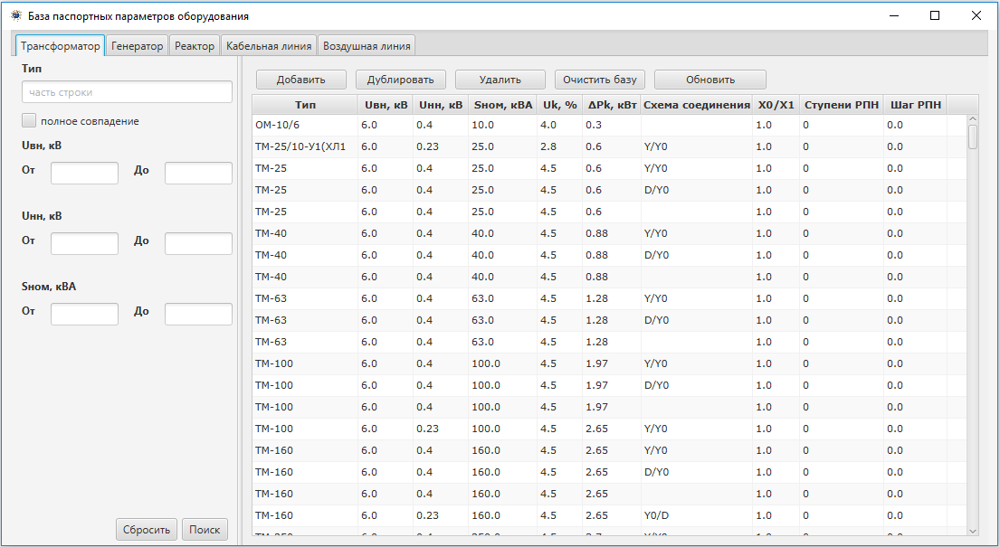 База паспортных параметров оборудования
Трансформатор Генератор Реактор Кабельная линия Воздушная линия
Тип
часть строки
полное совпадение
Uвн, кВ
От До
Uнн, кВ
От До
Sном, кВА
От До
Сбросить Поиск
Добавить Дублировать Удалить Очистить базу Обновить
Тип Uвн, кВ Uнн, кВ Sном, кВА Uk, % ΔPk, кВт Схема соединения X0/X1 Ступени РПН Шаг РПН
ОМ-10/6 6.0 0.4 10.0 4.0 0.3 1.0 0 0.0
ТМ-25/10-У1(ХЛ1 6.0 0.23 25.0 2.8 0.6 Y/Y0 1.0 0 0.0
ТМ-25 6.0 0.4 25.0 4.5 0.6 Y/Y0 1.0 0 0.0
ТМ-25 6.0 0.4 25.0 4.5 0.6 D/Y0 1.0 0 0.0
ТМ-25 6.0 0.4 25.0 4.5 0.6 1.0 0 0.0
ТМ-40 6.0 0.4 40.0 4.5 0.88 Y/Y0 1.0 0 0.0
ТМ-40 6.0 0.4 40.0 4.5 0.88 D/Y0 1.0 0 0.0
ТМ-40 6.0 0.4 40.0 4.5 0.88 1.0 0 0.0
ТМ-63 6.0 0.4 63.0 4.5 1.28 Y/Y0 1.0 0 0.0
ТМ-63 6.0 0.4 63.0 4.5 1.28 D/Y0 1.0 0 0.0
ТМ-63 6.0 0.4 63.0 4.5 1.28 1.0 0 0.0
ТМ-100 6.0 0.4 100.0 4.5 1.97 Y/Y0 1.0 0 0.0
ТМ-100 6.0 0.4 100.0 4.5 1.97 D/Y0 1.0 0 0.0
ТМ-100 6.0 0.4 100.0 4.5 1.97 1.0 0 0.0
ТМ-100 6.0 0.23 100.0 4.5 2.65 Y/Y0 1.0 0 0.0
ТМ-160 6.0 0.4 160.0 4.5 2.65 Y/Y0 1.0 0 0.0
ТМ-160 6.0 0.4 160.0 4.5 2.65 D/Y0 1.0 0 0.0
ТМ-160 6.0 0.4 160.0 4.5 2.65 1.0 0 0.0
ТМ-160 6.0 0.23 160.0 4.5 2.65 Y0/D 1.0 0 0.0